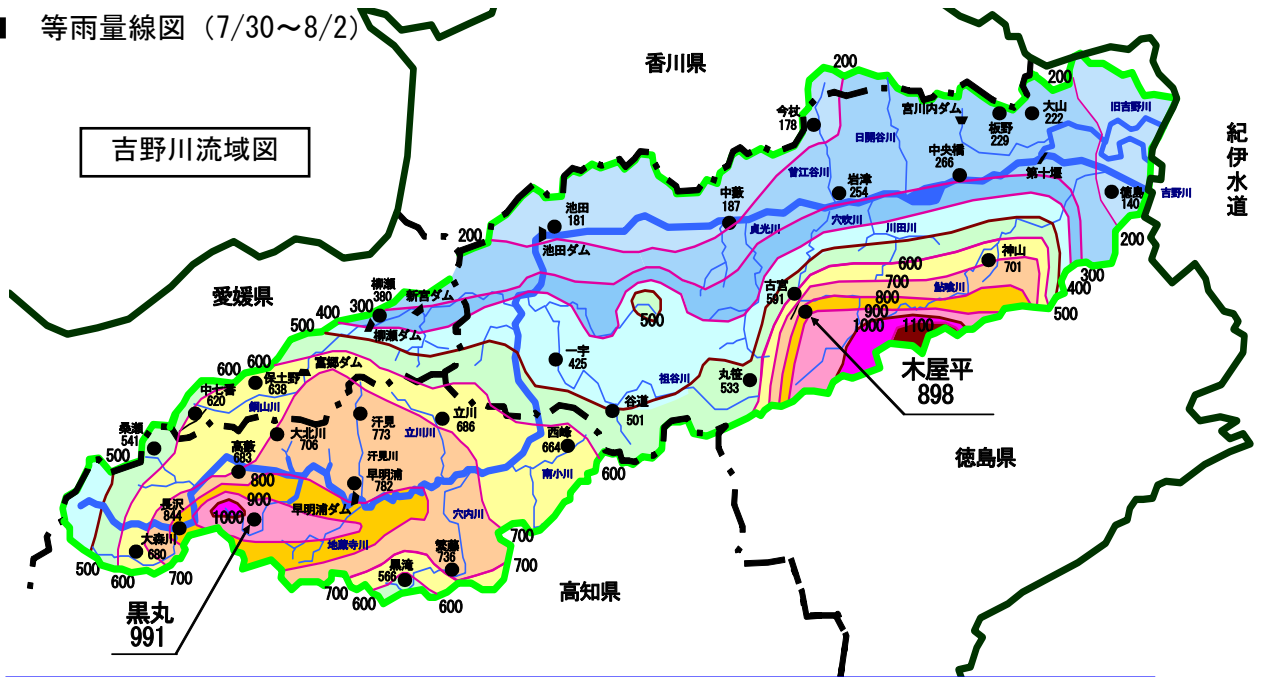 等雨量線図（7/30～8/2）
吉野川流域図
香川県
愛媛県
高知県
徳島県
紀伊水道
200
200
今杖
178
宮川内ダム
板野
229
大山
222
旧吉野川
日開谷川
曽江谷川
中央橋
266
第十堰
岩津
254
徳島
140
吉野川
中藪
187
池田
181
池田ダム
200
貞光川
穴吹川
川田川
200
神山
701
300
400
500
鮎喰川
600
700
800
900
1000
1100
古宮
591
木屋平
898
柳瀬
380
新宮ダム
柳瀬ダム
300
400
500
500
一宇
425
祖谷川
丸笹
533
谷道
501
600
600
富郷ダム
保土野
638
中七番
620
銅山川
桑瀬
541
500
高薮
683
大北川
706
汗見
773
汗見川
立川
686
立川川
西峰
664
南小川
600
早明浦
782
早明浦ダム
800
900
1000
長沢
844
大森川
680
地蔵寺川
穴内川
繁藤
736
黒滝
566
700
700
600
600
700
500
600
700
黒丸
991